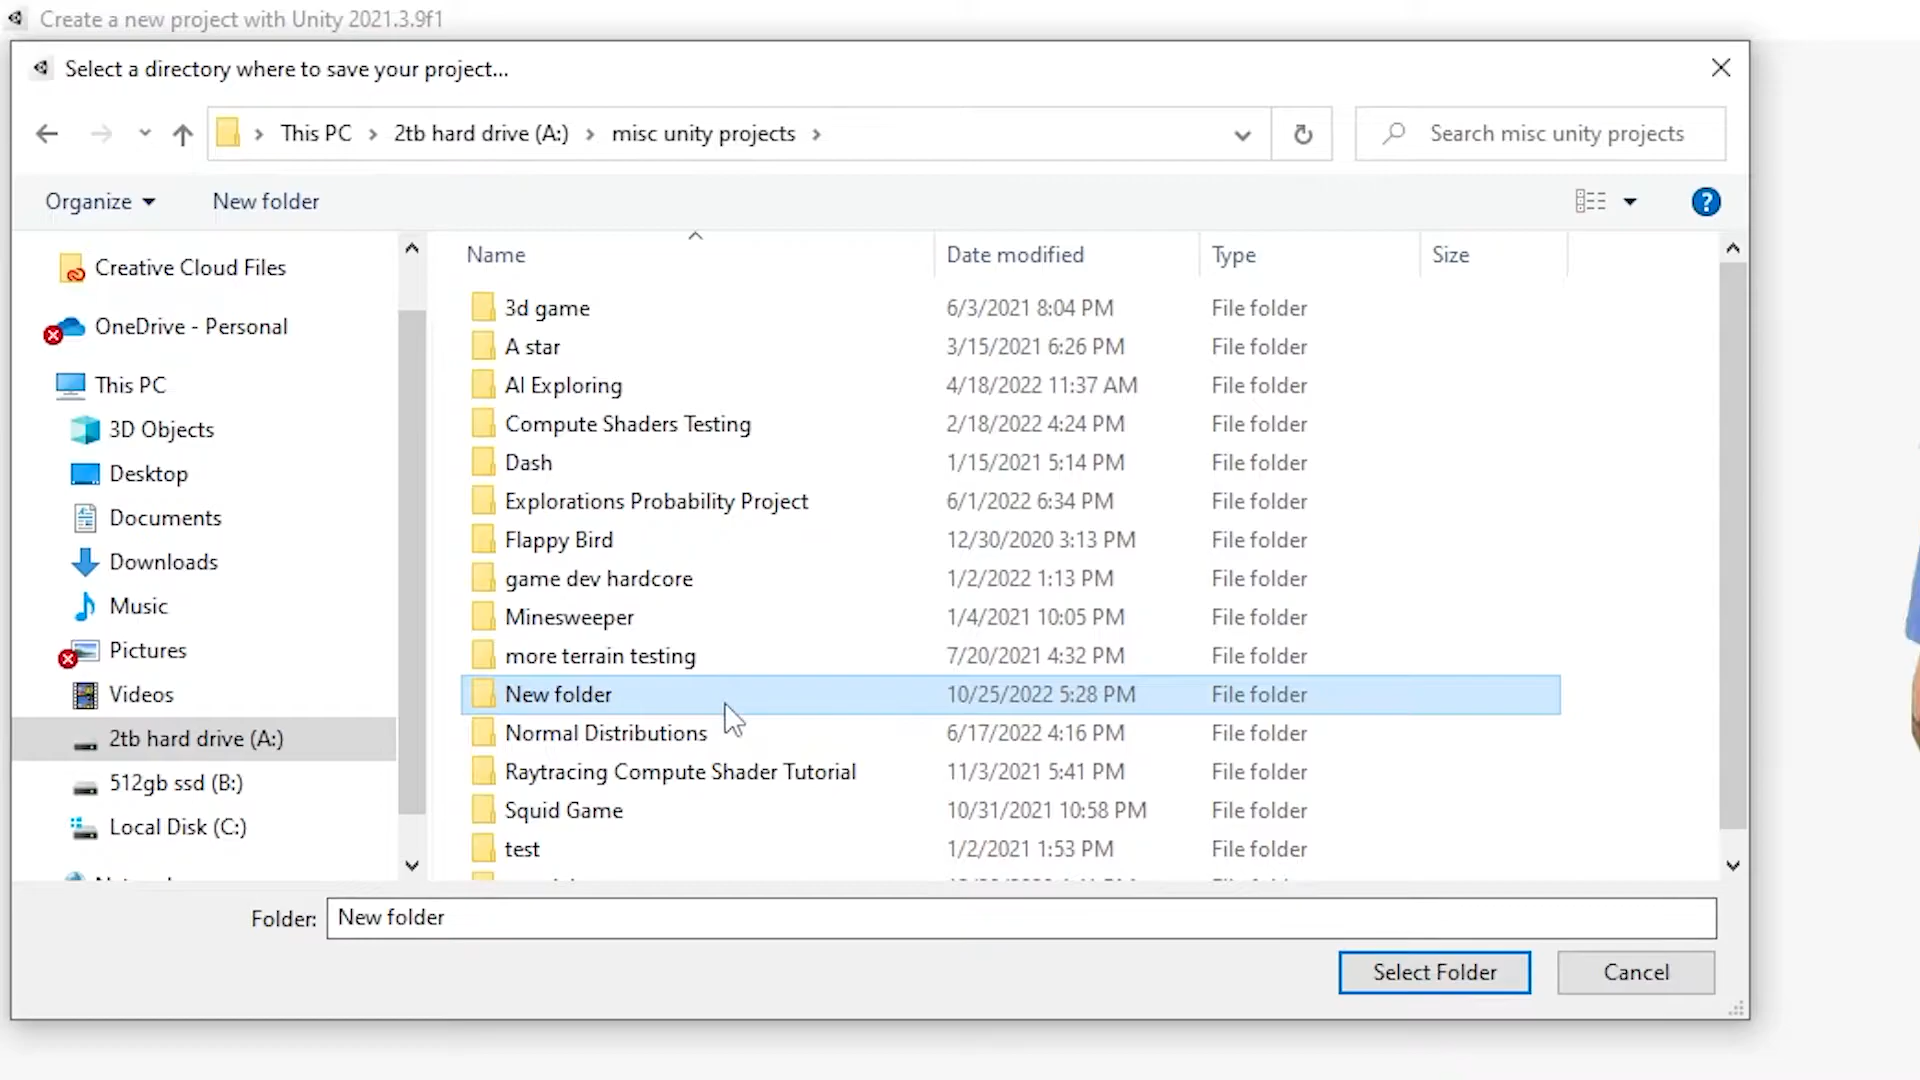 Create a new project with Unity 2021.3.9f1
Select a directory where to save your project...
This PC > 2tb hard drive (A:) > misc unity projects >
Search misc unity projects
Organize
New folder
Creative Cloud Files
OneDrive - Personal
This PC
3D Objects
Desktop
Documents
Downloads
Music
Pictures
Videos
2tb hard drive (A:)
512gb ssd (B:)
Local Disk (C:)
Name Date modified Type Size
3d game 6/3/2021 8:04 PM File folder
A star 3/15/2021 6:26 PM File folder
AI Exploring 4/18/2022 11:37 AM File folder
Compute Shaders Testing 2/18/2022 4:24 PM File folder
Dash 1/15/2021 5:14 PM File folder
Explorations Probability Project 6/1/2022 6:34 PM File folder
Flappy Bird 12/30/2020 3:13 PM File folder
game dev hardcore 1/2/2022 1:13 PM File folder
Minesweeper 1/4/2021 10:05 PM File folder
more terrain testing 7/20/2021 4:32 PM File folder
New folder 10/25/2022 5:28 PM File folder
Normal Distributions 6/17/2022 4:16 PM File folder
Raytracing Compute Shader Tutorial 11/3/2021 5:41 PM File folder
Squid Game 10/31/2021 10:58 PM File folder
test 1/2/2021 1:53 PM File folder
Folder: New folder
Select Folder
Cancel